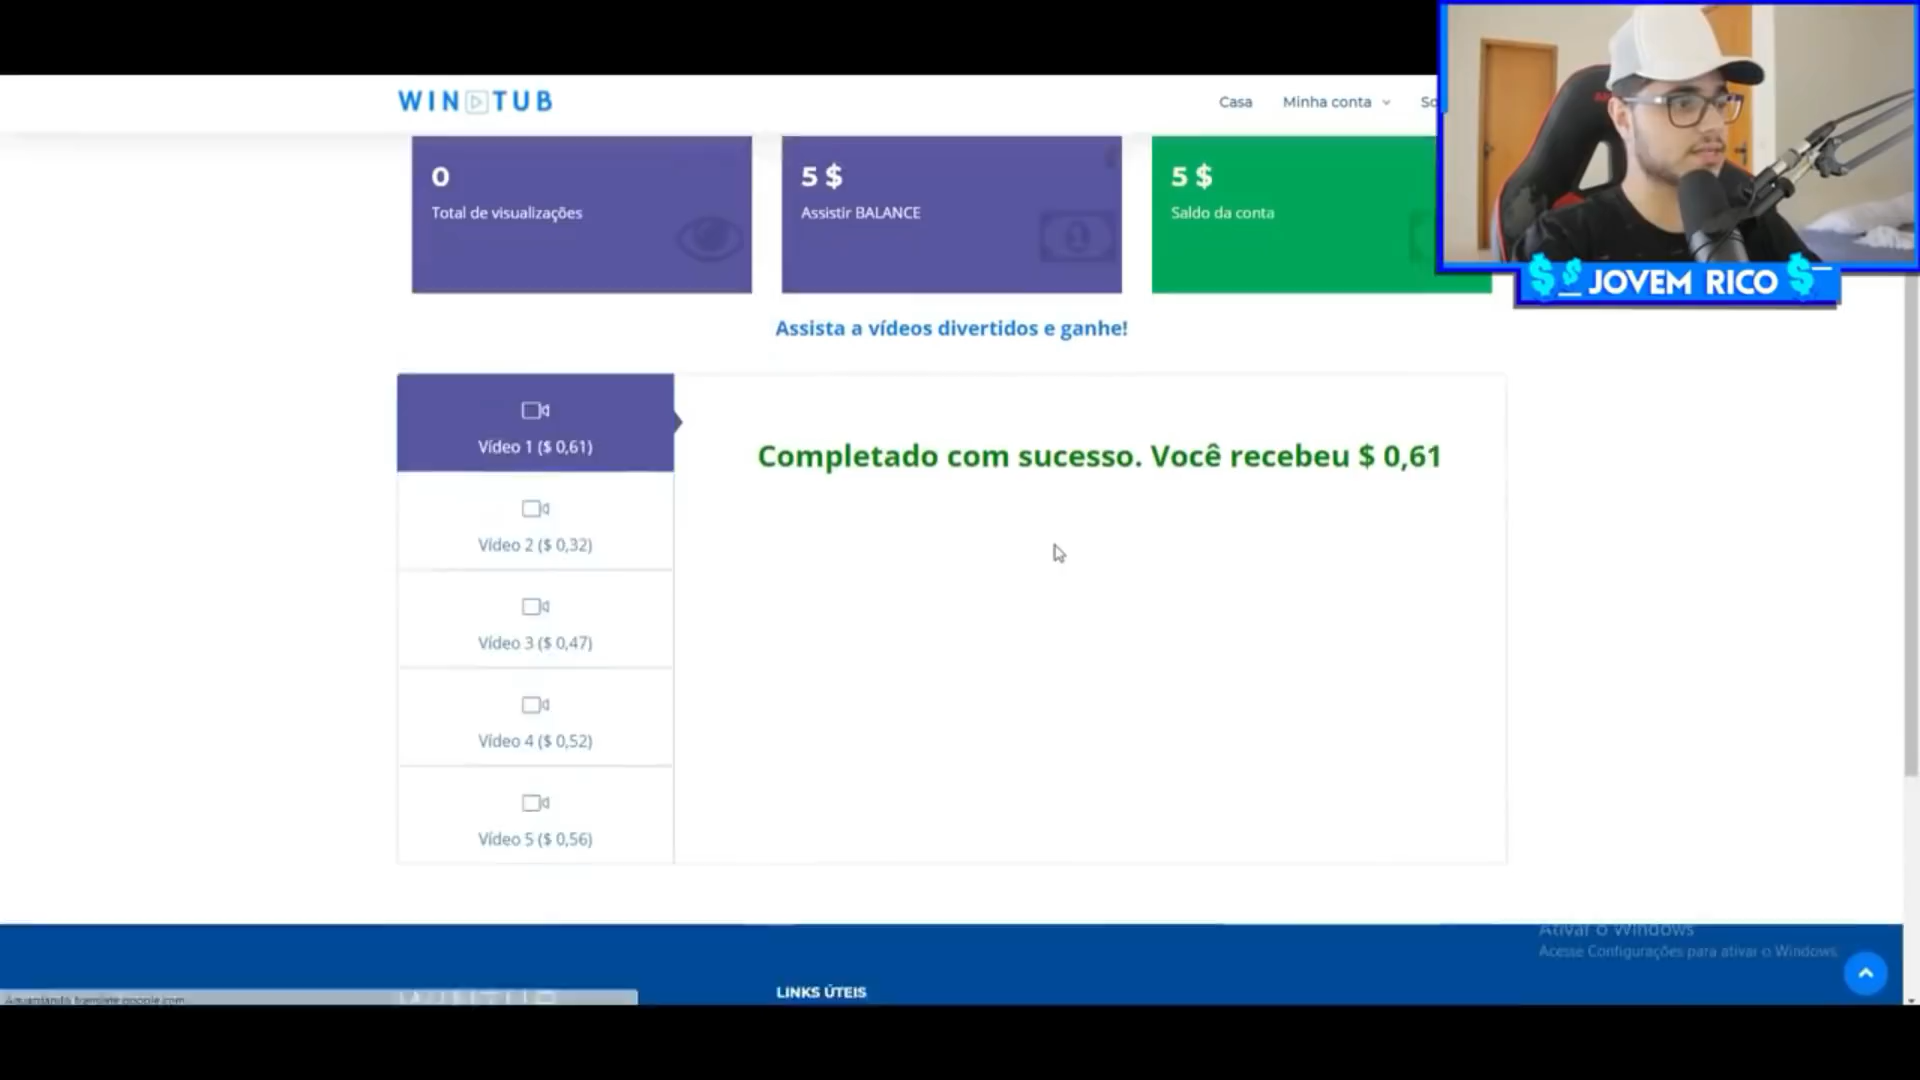 WIN TUB
Casa
Minha conta
So
0
Total de visualizações
5 $
Assistir BALANCE
5 $
Saldo da conta
$ $ JOVEM RICO $
Assista a vídeos divertidos e ganhe!
Vídeo 1 ($ 0,61)
Completado com sucesso. Você recebeu $ 0,61
Vídeo 2 ($ 0,32)
Vídeo 3 ($ 0,47)
Vídeo 4 ($ 0,52)
Vídeo 5 ($ 0,56)
Ativar o Windows
Acesse Configurações para ativar o Windows.
LINKS ÚTEIS